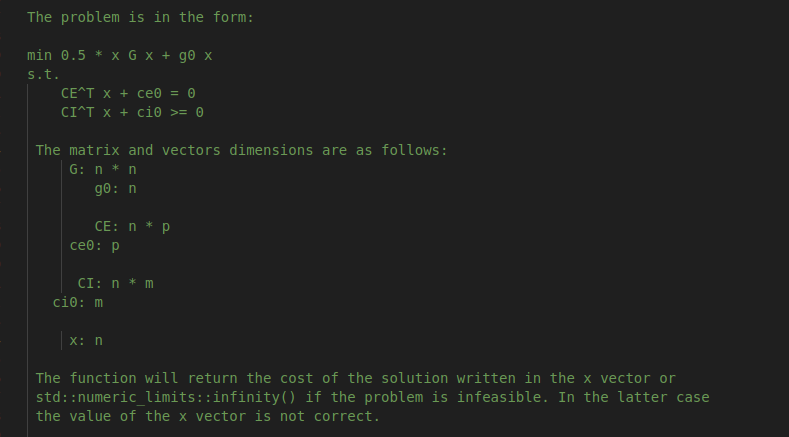 The problem is in the form:
min 0.5 * x G x + g0 x
s.t.
CE^T x + ce0 = 0
CI^T x + ci0 >= 0
The matrix and vectors dimensions are as follows:
G: n * n
g0: n
CE: n * p
ce0: p
CI: n * m
ci0: m
x: n
The function will return the cost of the solution written in the x vector or
std::numeric_limits::infinity() if the problem is infeasible. In the latter case
the value of the x vector is not correct.